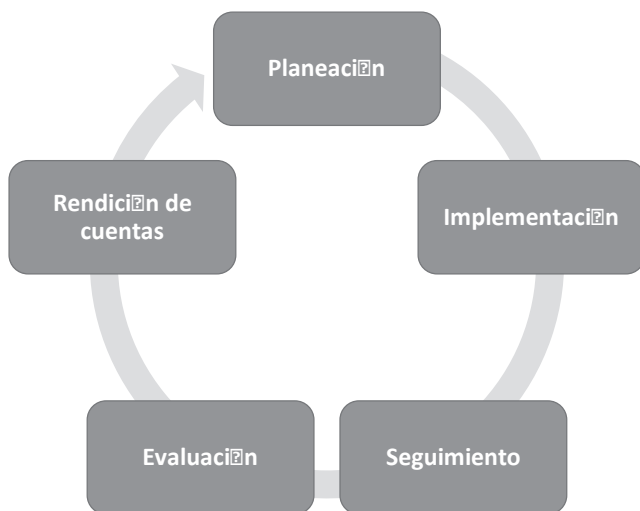 Planeaci⍰n
Implementaci⍰n
Seguimiento
Evaluaci⍰n
Rendici⍰n de
cuentas